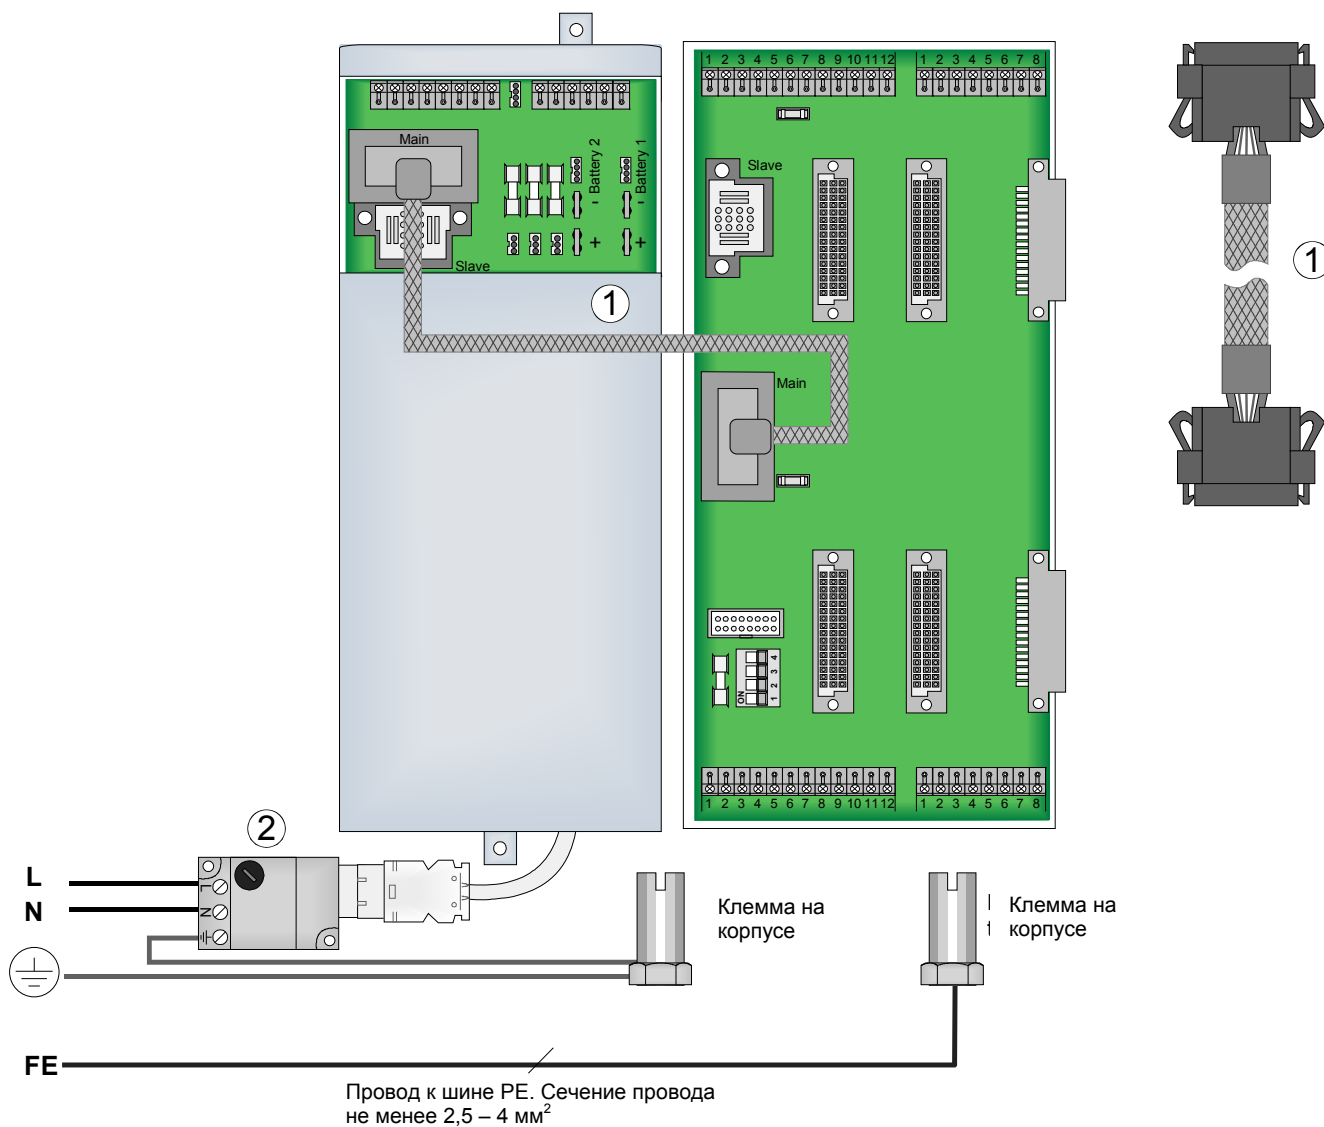 1 2 3 4 5 6 7 8 9 10 11 12
1 2 3 4 5 6 7 8
Main
Slave
- Battery 2 +
- Battery 1 +
Slave
Main
1
1
ON
1 2 3 4
1 2 3 4 5 6 7 8 9 10 11 12
1 2 3 4 5 6 7 8
2
L
N
L
N
Клемма на
корпусе
Клемма на
корпусе
FE
Провод к шине PE. Сечение провода
не менее 2,5 – 4 мм²